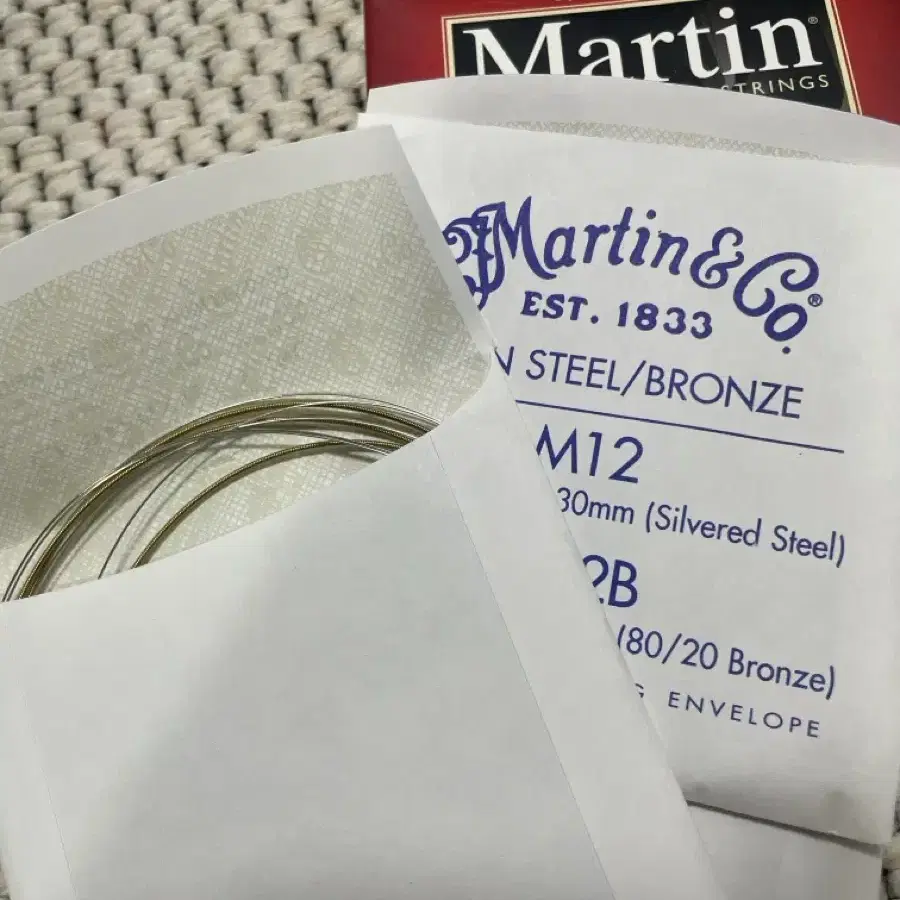 Martin®
STRINGS
Martin & Co.®
EST. 1833
STEEL/BRONZE
M12
30mm (Silvered Steel)
2B
(80/20 Bronze)
ENVELOPE